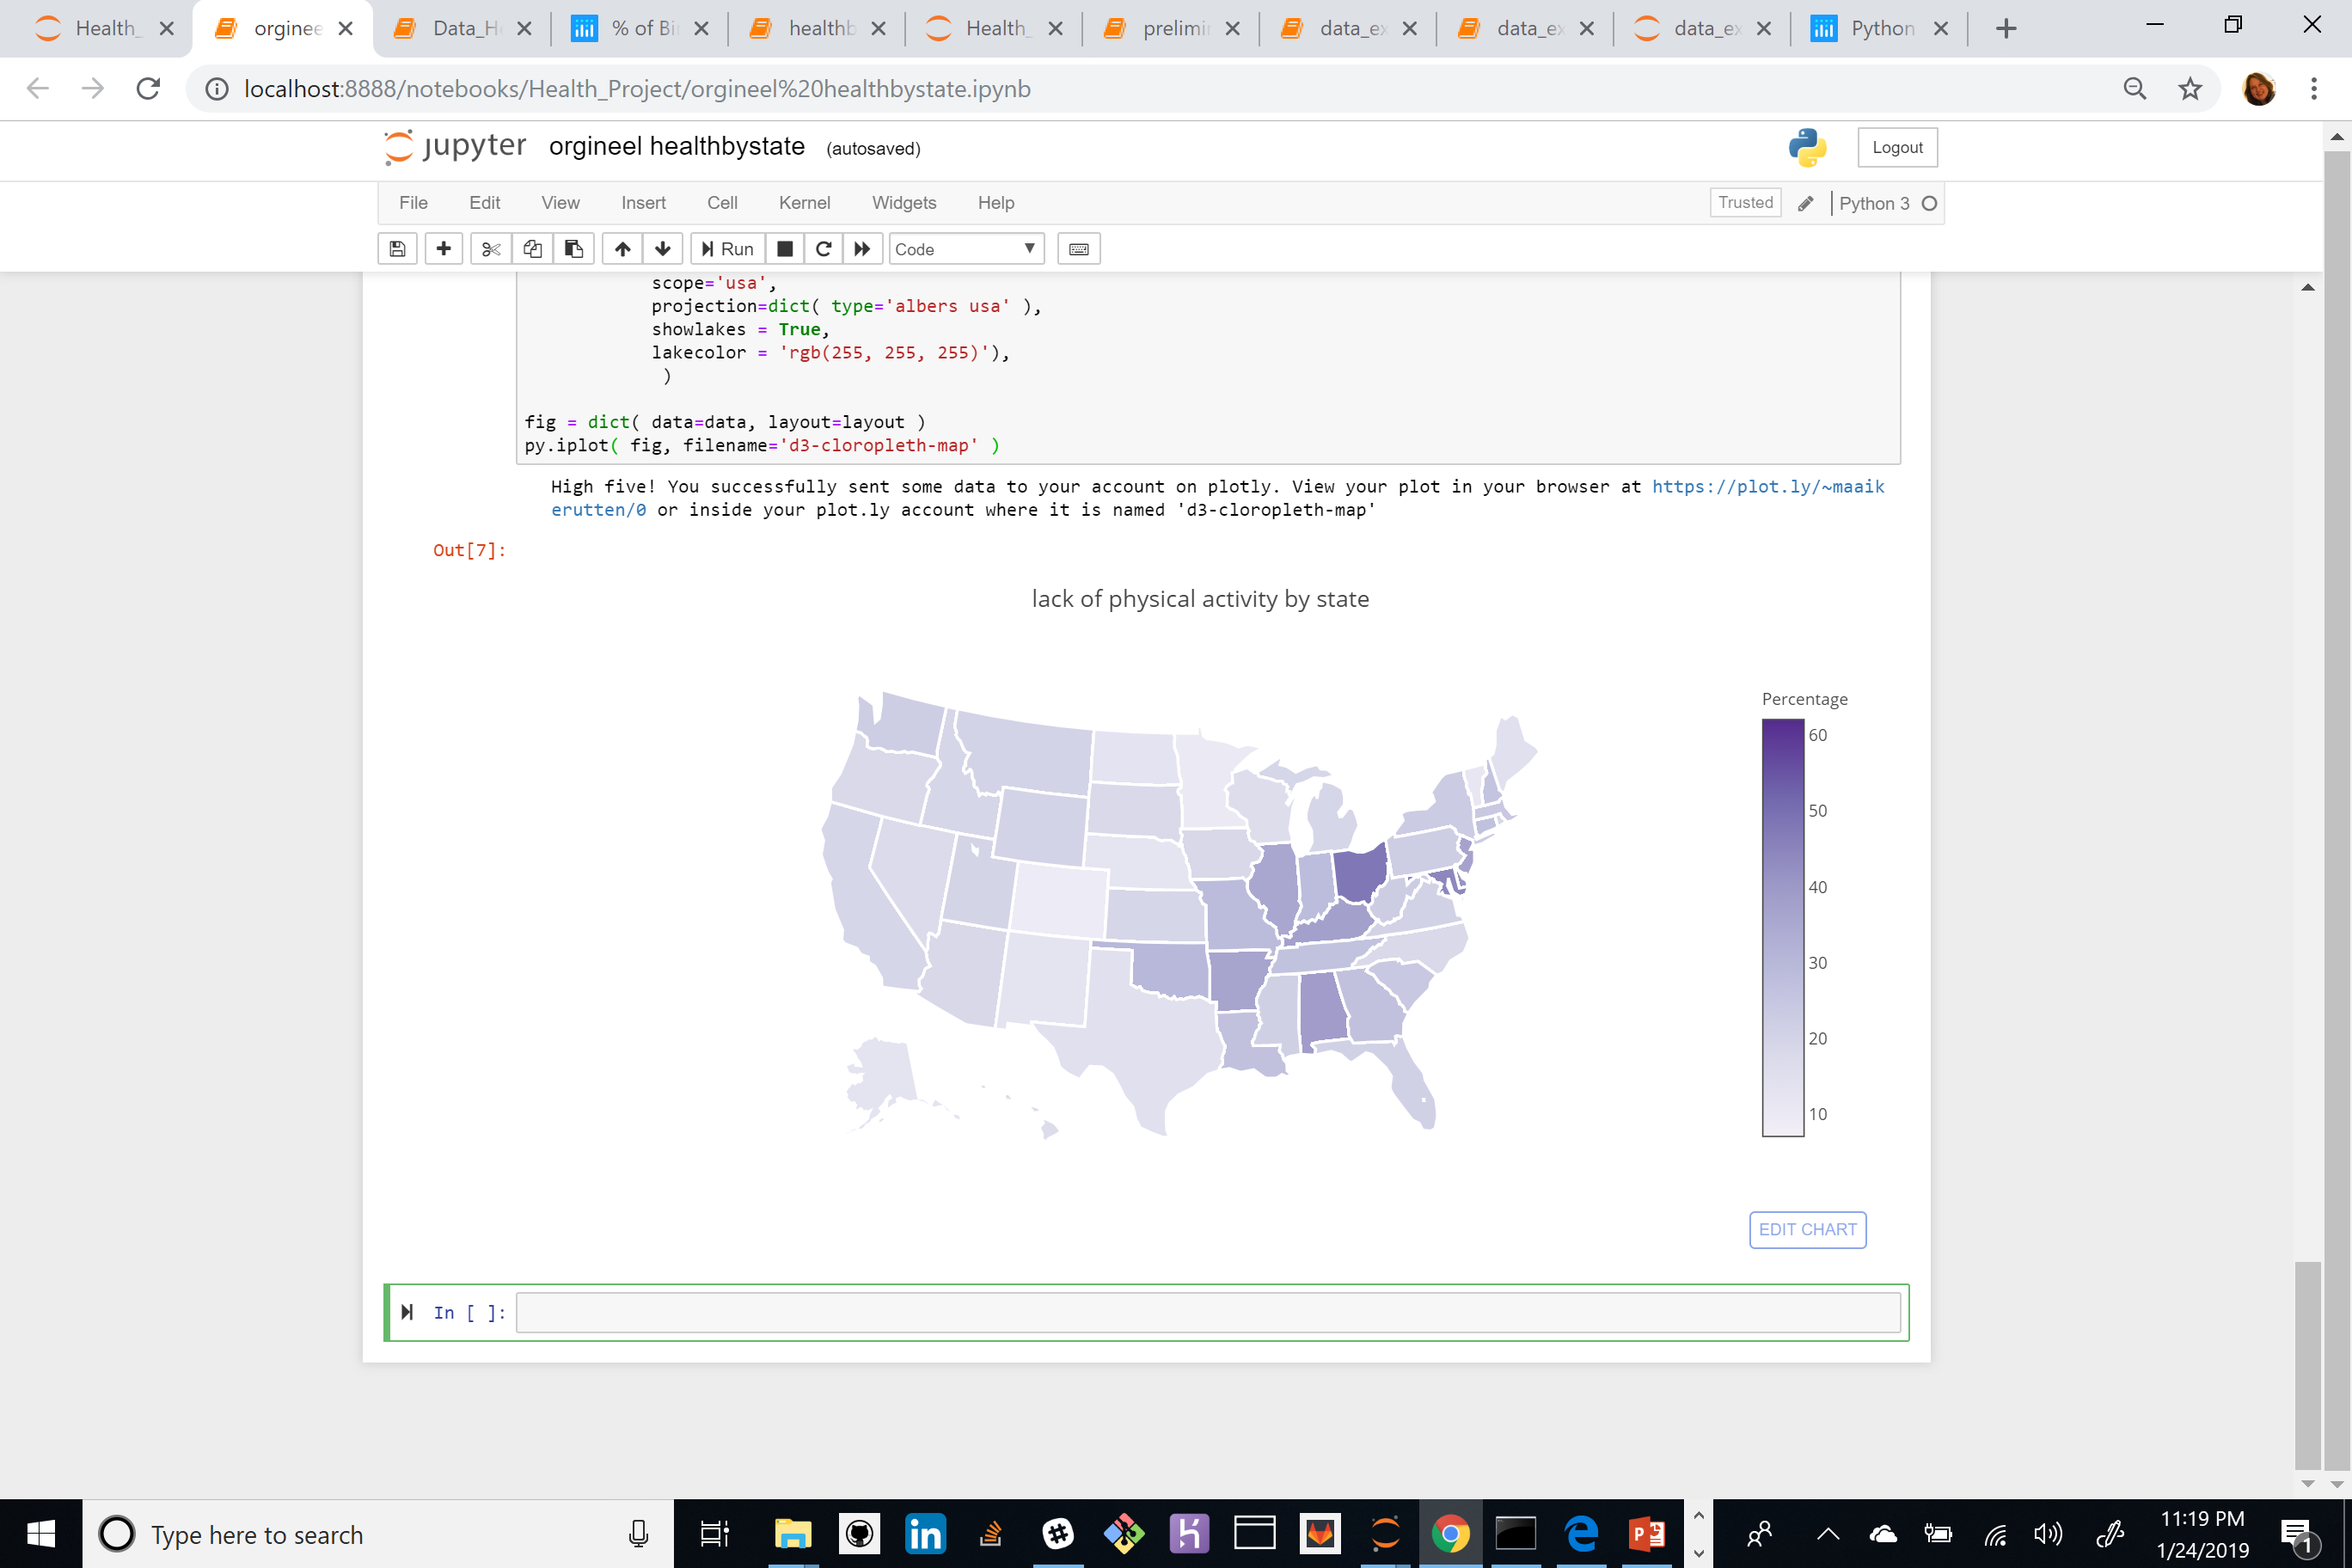 Health_
orginee
Data_H
% of Bi
healthb
Health_
prelimi
data_ex
data_ex
data_ex
Python
localhost:8888/notebooks/Health_Project/orgineel%20healthbystate.ipynb
jupyter orgineel healthbystate (autosaved)
Logout
File Edit View Insert Cell Kernel Widgets Help
Trusted Python 3
Run Code
scope='usa',
projection=dict( type='albers usa' ),
showlakes = True,
lakecolor = 'rgb(255, 255, 255)'),
)
fig = dict( data=data, layout=layout )
py.iplot( fig, filename='d3-cloropleth-map' )
High five! You successfully sent some data to your account on plotly. View your plot in your browser at https://plot.ly/~maaik
erutten/0 or inside your plot.ly account where it is named 'd3-cloropleth-map'
Out[7]:
lack of physical activity by state
Percentage
60
50
40
30
20
10
EDIT CHART
In [ ]:
Type here to search
in
P
11:19 PM
1/24/2019
1